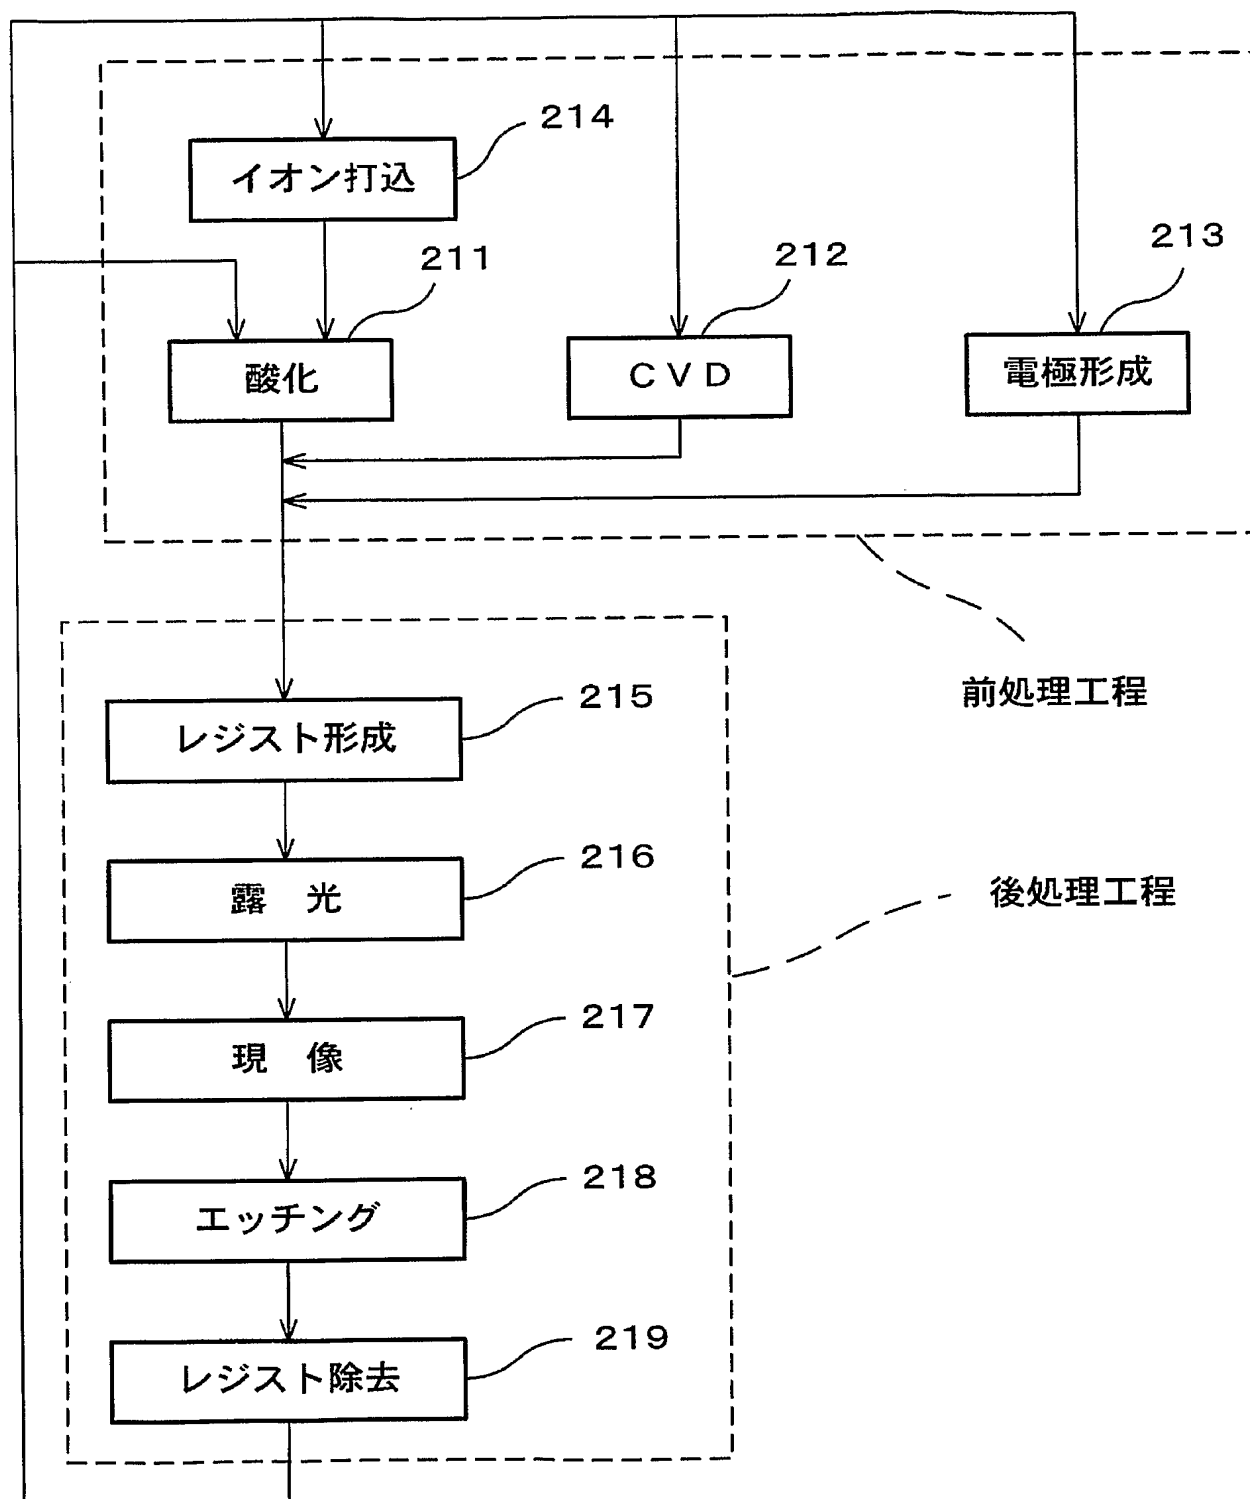 214
イオン打込
213
211
212
酸化
CVD
電極形成
前処理工程
215
レジスト形成
216
露 光
後処理工程
217
現 像
218
エッチング
219
レジスト除去